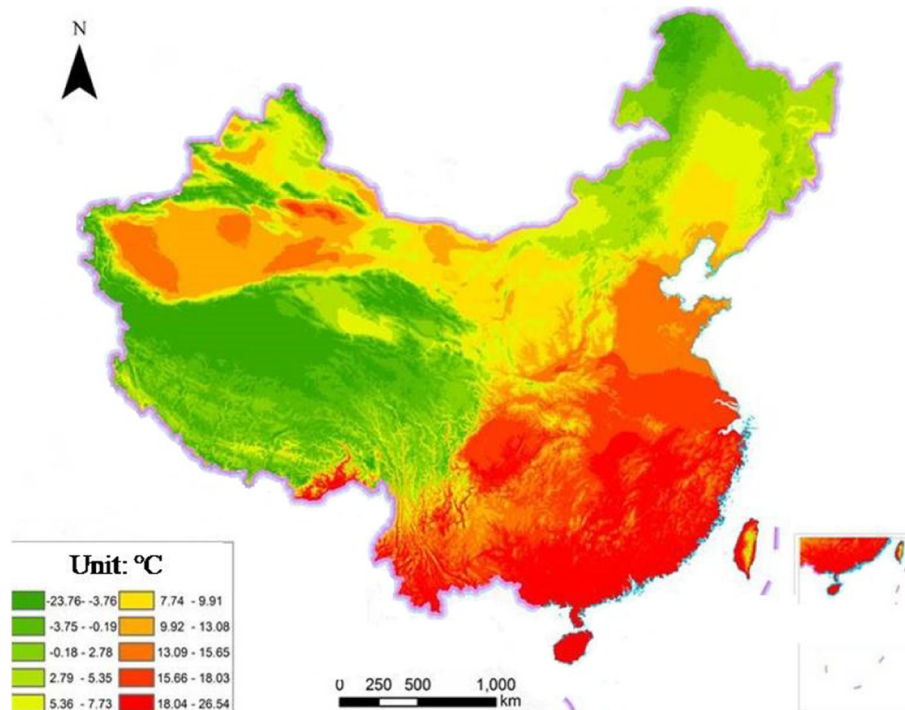 N
Unit: °C
-23.76- -3.76 7.74 - 9.91
-3.75 -0.19 9.92 - 13.08
-0.18 - 2.78 13.09 - 15.65
2.79 - 5.35 15.66 - 18.03
5.36 - 7.73 18.04 - 26.54
0 250 500 1,000
km